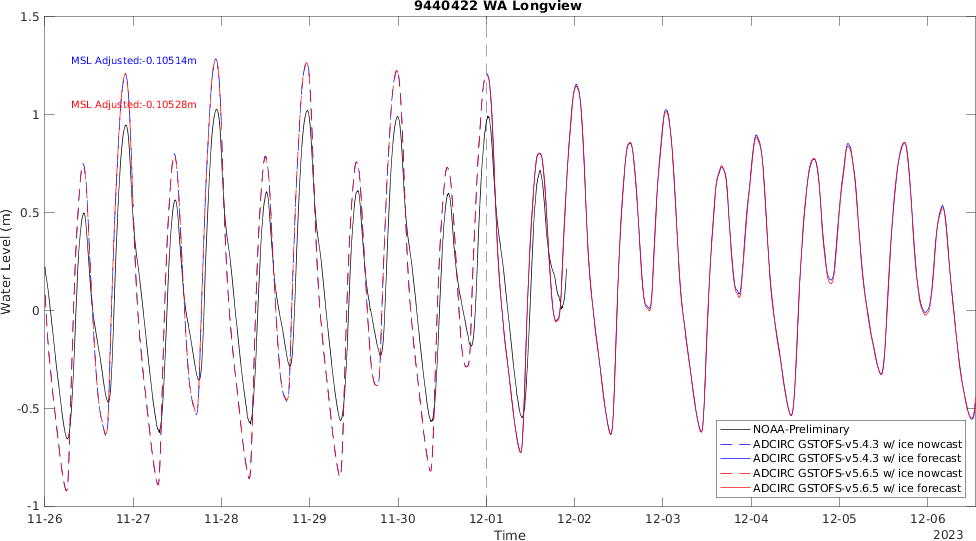 9440422 WA Longview
1.5
MSL Adjusted:-0.10514m
MSL Adjusted:-0.10528m
1
0.5
0
-0.5
-1
Water Level (m)
NOAA-Preliminary
ADCIRC GSTOFS-v5.4.3 w/ ice nowcast
ADCIRC GSTOFS-v5.4.3 w/ ice forecast
ADCIRC GSTOFS-v5.6.5 w/ ice nowcast
ADCIRC GSTOFS-v5.6.5 w/ ice forecast
11-26 11-27 11-28 11-29 11-30 12-01 12-02 12-03 12-04 12-05 12-06
Time
2023